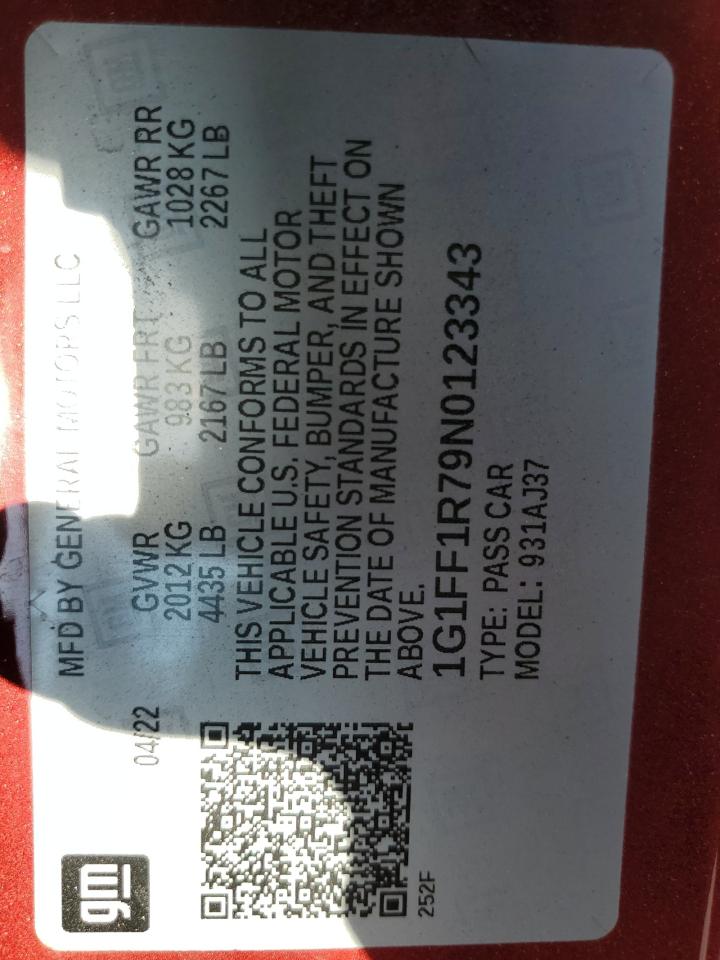 gm
MFD BY GENERAL MOTORS LLC
04/22
GVWR GAWR FRT GAWR RR
2012 KG 983 KG 1028 KG
4435 LB 2167 LB 2267 LB
THIS VEHICLE CONFORMS TO ALL
APPLICABLE U.S. FEDERAL MOTOR
VEHICLE SAFETY, BUMPER, AND THEFT
PREVENTION STANDARDS IN EFFECT ON
THE DATE OF MANUFACTURE SHOWN
ABOVE.
1G1FF1R79N0123343
TYPE: PASS CAR
MODEL: 931AJ37
252F